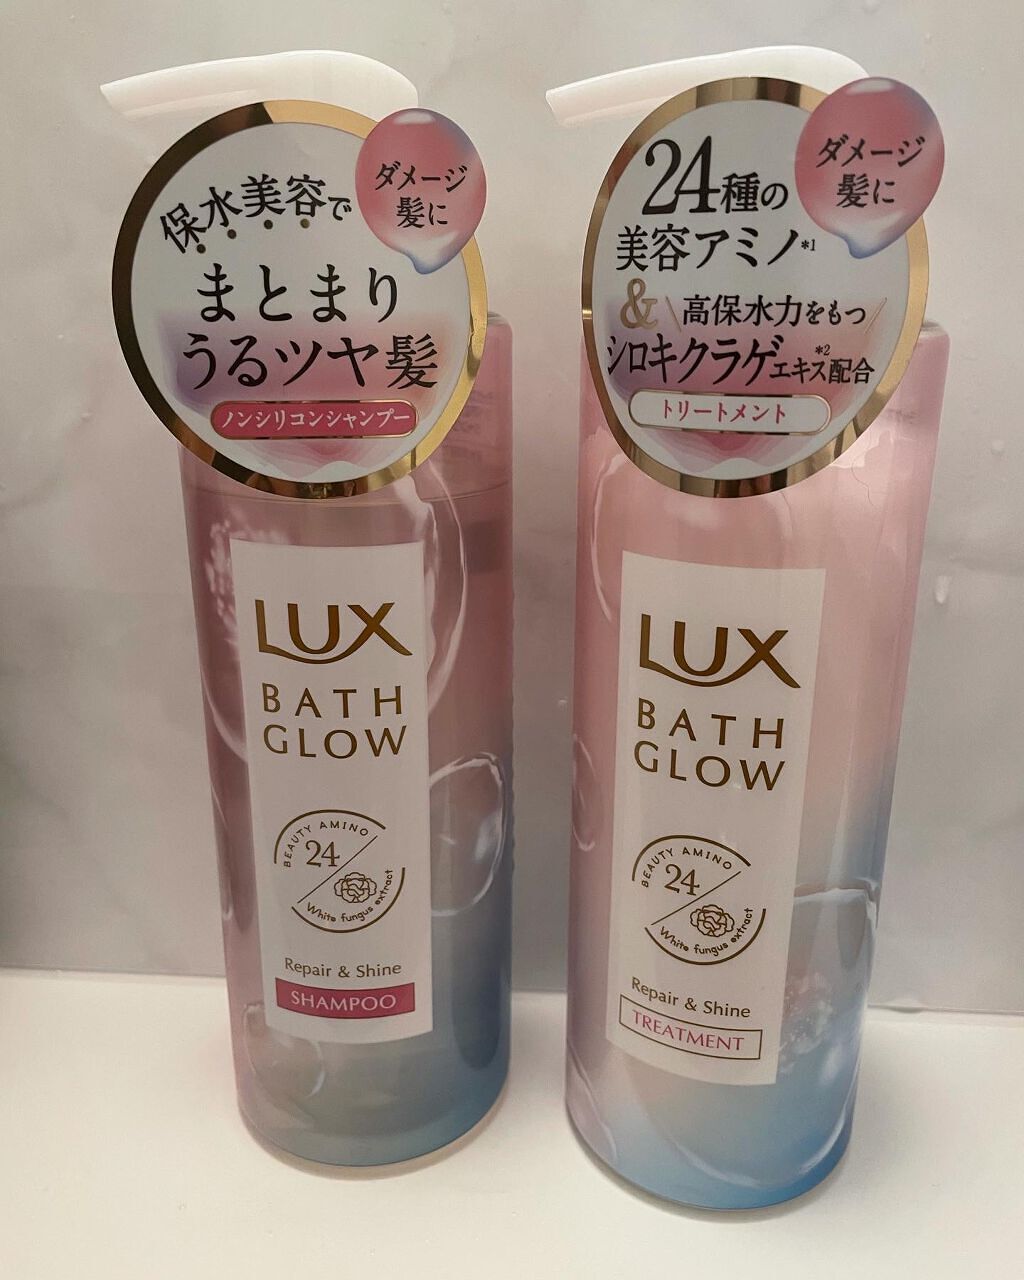 保水美容で
まとまり
うるツヤ髪
ノンシリコンシャンプー
ダメージ
髪に
LUX
BATH
GLOW
BEAUTY AMINO
24
White fungus extract
Repair & Shine
SHAMPOO
24種の
美容アミノ*1
& \高保水力をもつ/
シロキクラゲエキス*2配合
トリートメント
ダメージ
髪に
LUX
BATH
GLOW
BEAUTY AMINO
24
White fungus extract
Repair & Shine
TREATMENT